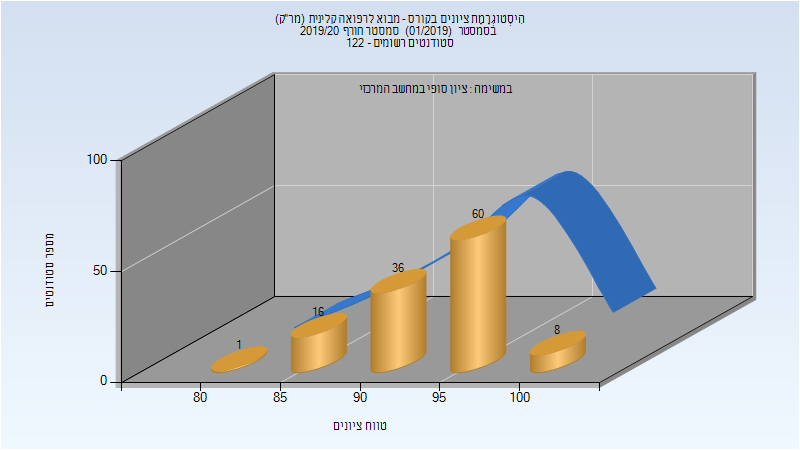 היסטוגרמת ציונים בקורס - מבוא לרפואה קלינית (מר"ק)
בסמסטר (01/2019) סמסטר חורף 2019/20
סטודנטים רשומים - 122
במשימה : ציון סופי במחשב המרכזי
100
50
0
מספר סטודנטים
1
16
36
60
8
80
85
90
95
100
טווח ציונים